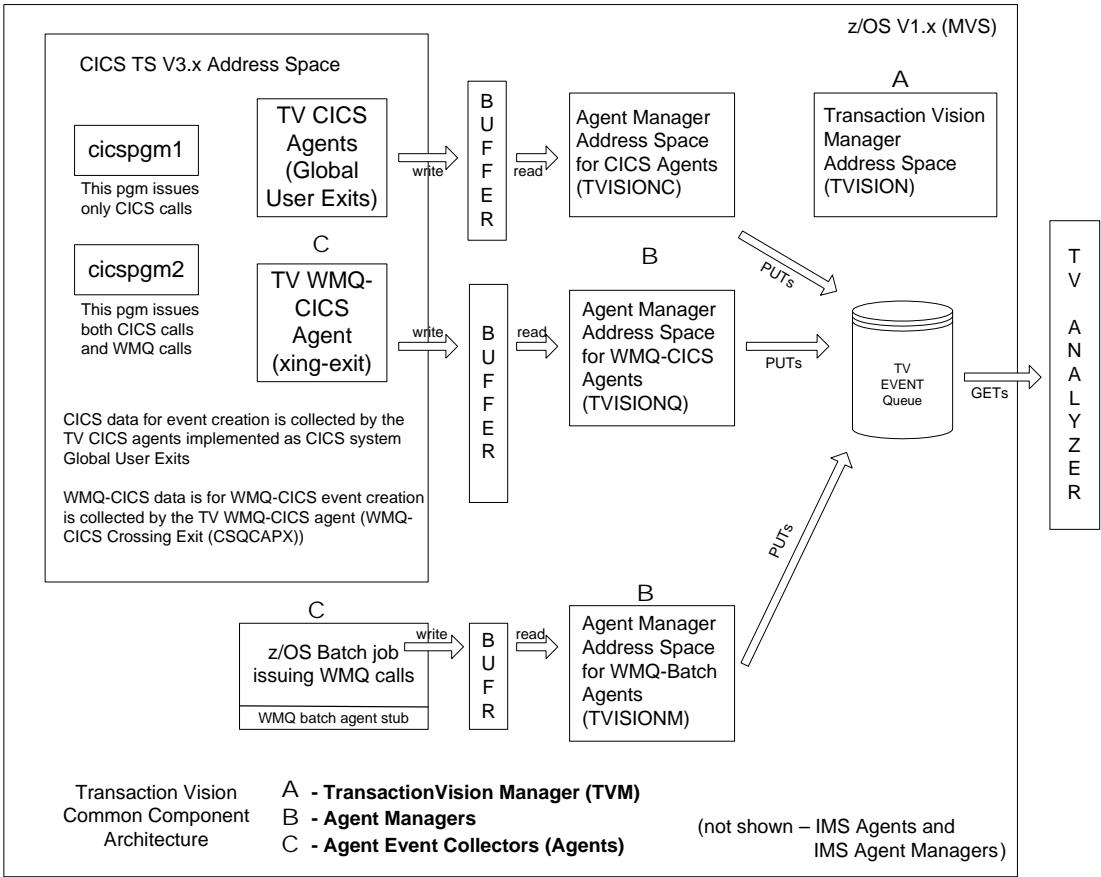 z/OS V1.x (MVS)
CICS TS V3.x Address Space
cicspgm1
This pgm issues
only CICS calls
TV CICS
Agents
(Global
User Exits)
write
BUFFER
read
Agent Manager
Address Space
for CICS Agents
(TVISIONC)
A
Transaction Vision
Manager
Address Space
(TVISION)
PUTs
C
cicspgm2
This pgm issues
both CICS calls
and WMQ calls
TV WMQ-
CICS
Agent
(xing-exit)
write
BUFFER
read
B
Agent Manager
Address Space
for WMQ-CICS
Agents
(TVISIONQ)
PUTs
TV
EVENT
Queue
GETs
TV ANALYZER
CICS data for event creation is collected by the
TV CICS agents implemented as CICS system
Global User Exits
WMQ-CICS data is for WMQ-CICS event creation
is collected by the TV WMQ-CICS agent (WMQ-
CICS Crossing Exit (CSQCAPX))
C
z/OS Batch job
issuing WMQ calls
WMQ batch agent stub
write
BUFR
read
B
Agent Manager
Address Space
for WMQ-Batch
Agents
(TVISIONM)
PUTs
Transaction Vision
Common Component
Architecture
A - TransactionVision Manager (TVM)
B - Agent Managers
C - Agent Event Collectors (Agents)
(not shown – IMS Agents and
IMS Agent Managers)